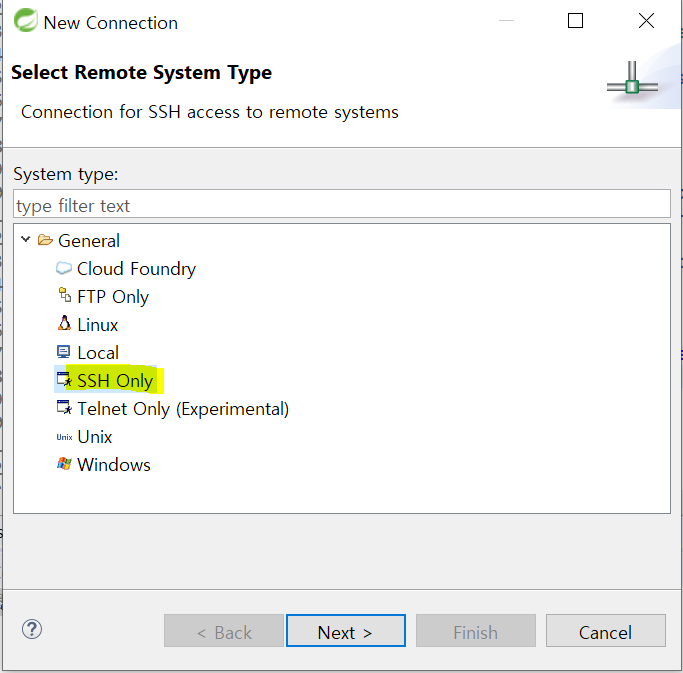 New Connection
Select Remote System Type
Connection for SSH access to remote systems
System type:
type filter text
General
Cloud Foundry
FTP Only
Linux
Local
SSH Only
Telnet Only (Experimental)
Unix Unix
Windows
?
< Back Next > Finish Cancel